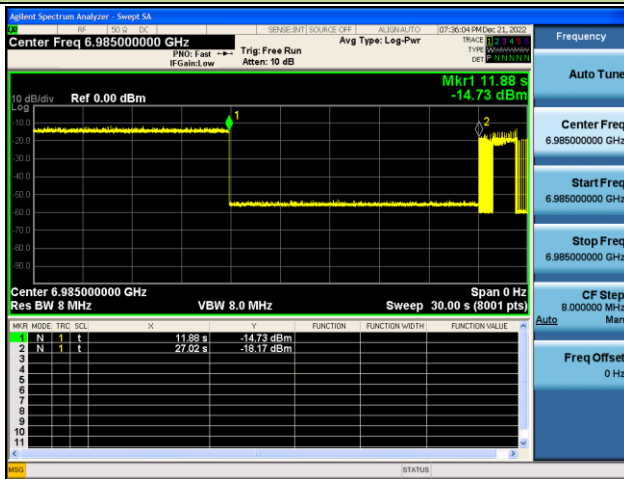 Agilent Spectrum Analyzer - Swept SA
RF 50 Ω DC SENSE:INT SOURCE OFF ALIGN AUTO 07:36:04 PM Dec 21, 2022
Center Freq 6.985000000 GHz
PNO: Fast
IFGain:Low
Trig: Free Run
Atten: 10 dB
Avg Type: Log-Pwr
TRACE 1 2 3 4 5
TYPE
DET P N N N N N
Mkr1 11.88 s
-14.73 dBm
10 dB/div Ref 0.00 dBm
Log
-10.0
-20.0
-30.0
-40.0
-50.0
-60.0
-70.0
-80.0
-90.0
1
2
Center 6.985000000 GHz Span 0 Hz
Res BW 8 MHz VBW 8.0 MHz Sweep 30.00 s (8001 pts)
MKR MODE TRC SCL X Y FUNCTION FUNCTION WIDTH FUNCTION VALUE
1 N 1 t 11.88 s -14.73 dBm
2 N 1 t 27.02 s -18.17 dBm
3
4
5
6
7
8
9
10
11
MSG STATUS
Frequency
Auto Tune
Center Freq
6.985000000 GHz
Start Freq
6.985000000 GHz
Stop Freq
6.985000000 GHz
CF Step
8.000000 MHz
Auto Man
Freq Offset
0 Hz